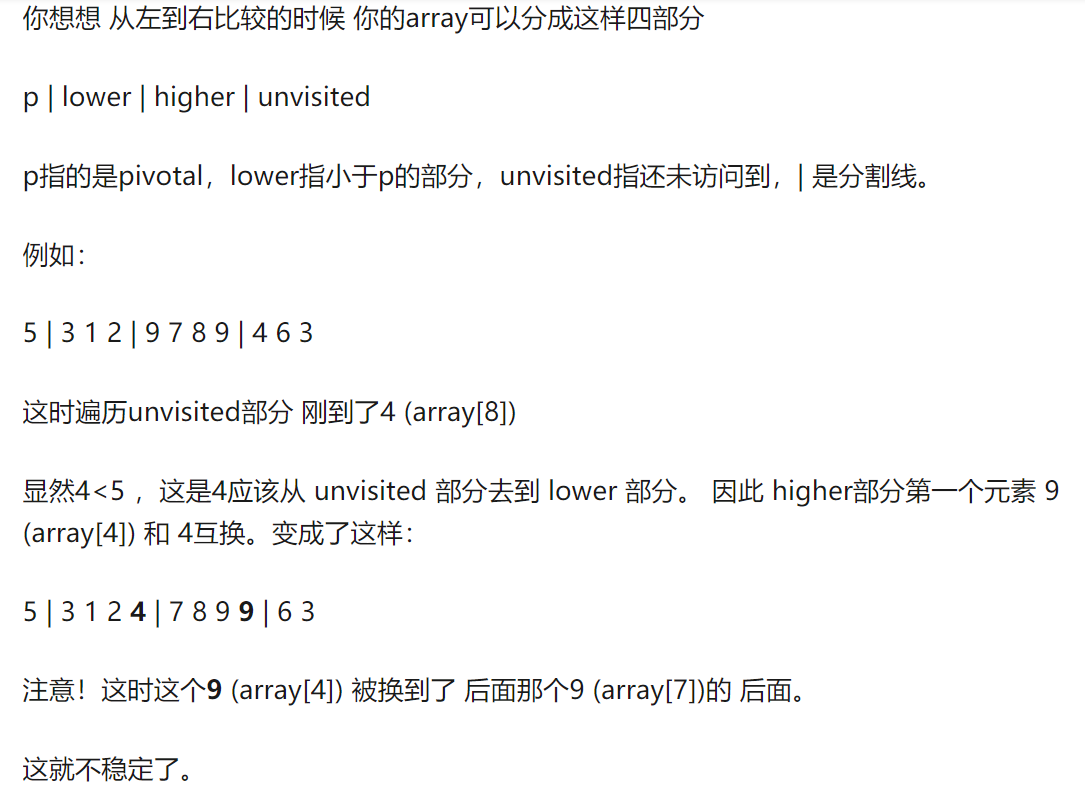 你想想 从左到右比较的时候 你的array可以分成这样四部分
p | lower | higher | unvisited
p指的是pivotal，lower指小于p的部分，unvisited指还未访问到，| 是分割线。
例如：
5 | 3 1 2 | 9 7 8 9 | 4 6 3
这时遍历unvisited部分 刚到了4 (array[8])
显然4<5 ，这是4应该从 unvisited 部分去到 lower 部分。 因此 higher部分第一个元素 9
(array[4]) 和 4互换。变成了这样：
5 | 3 1 2 4 | 7 8 9 9 | 6 3
注意！这时这个9 (array[4]) 被换到了 后面那个9 (array[7])的 后面。
这就不稳定了。